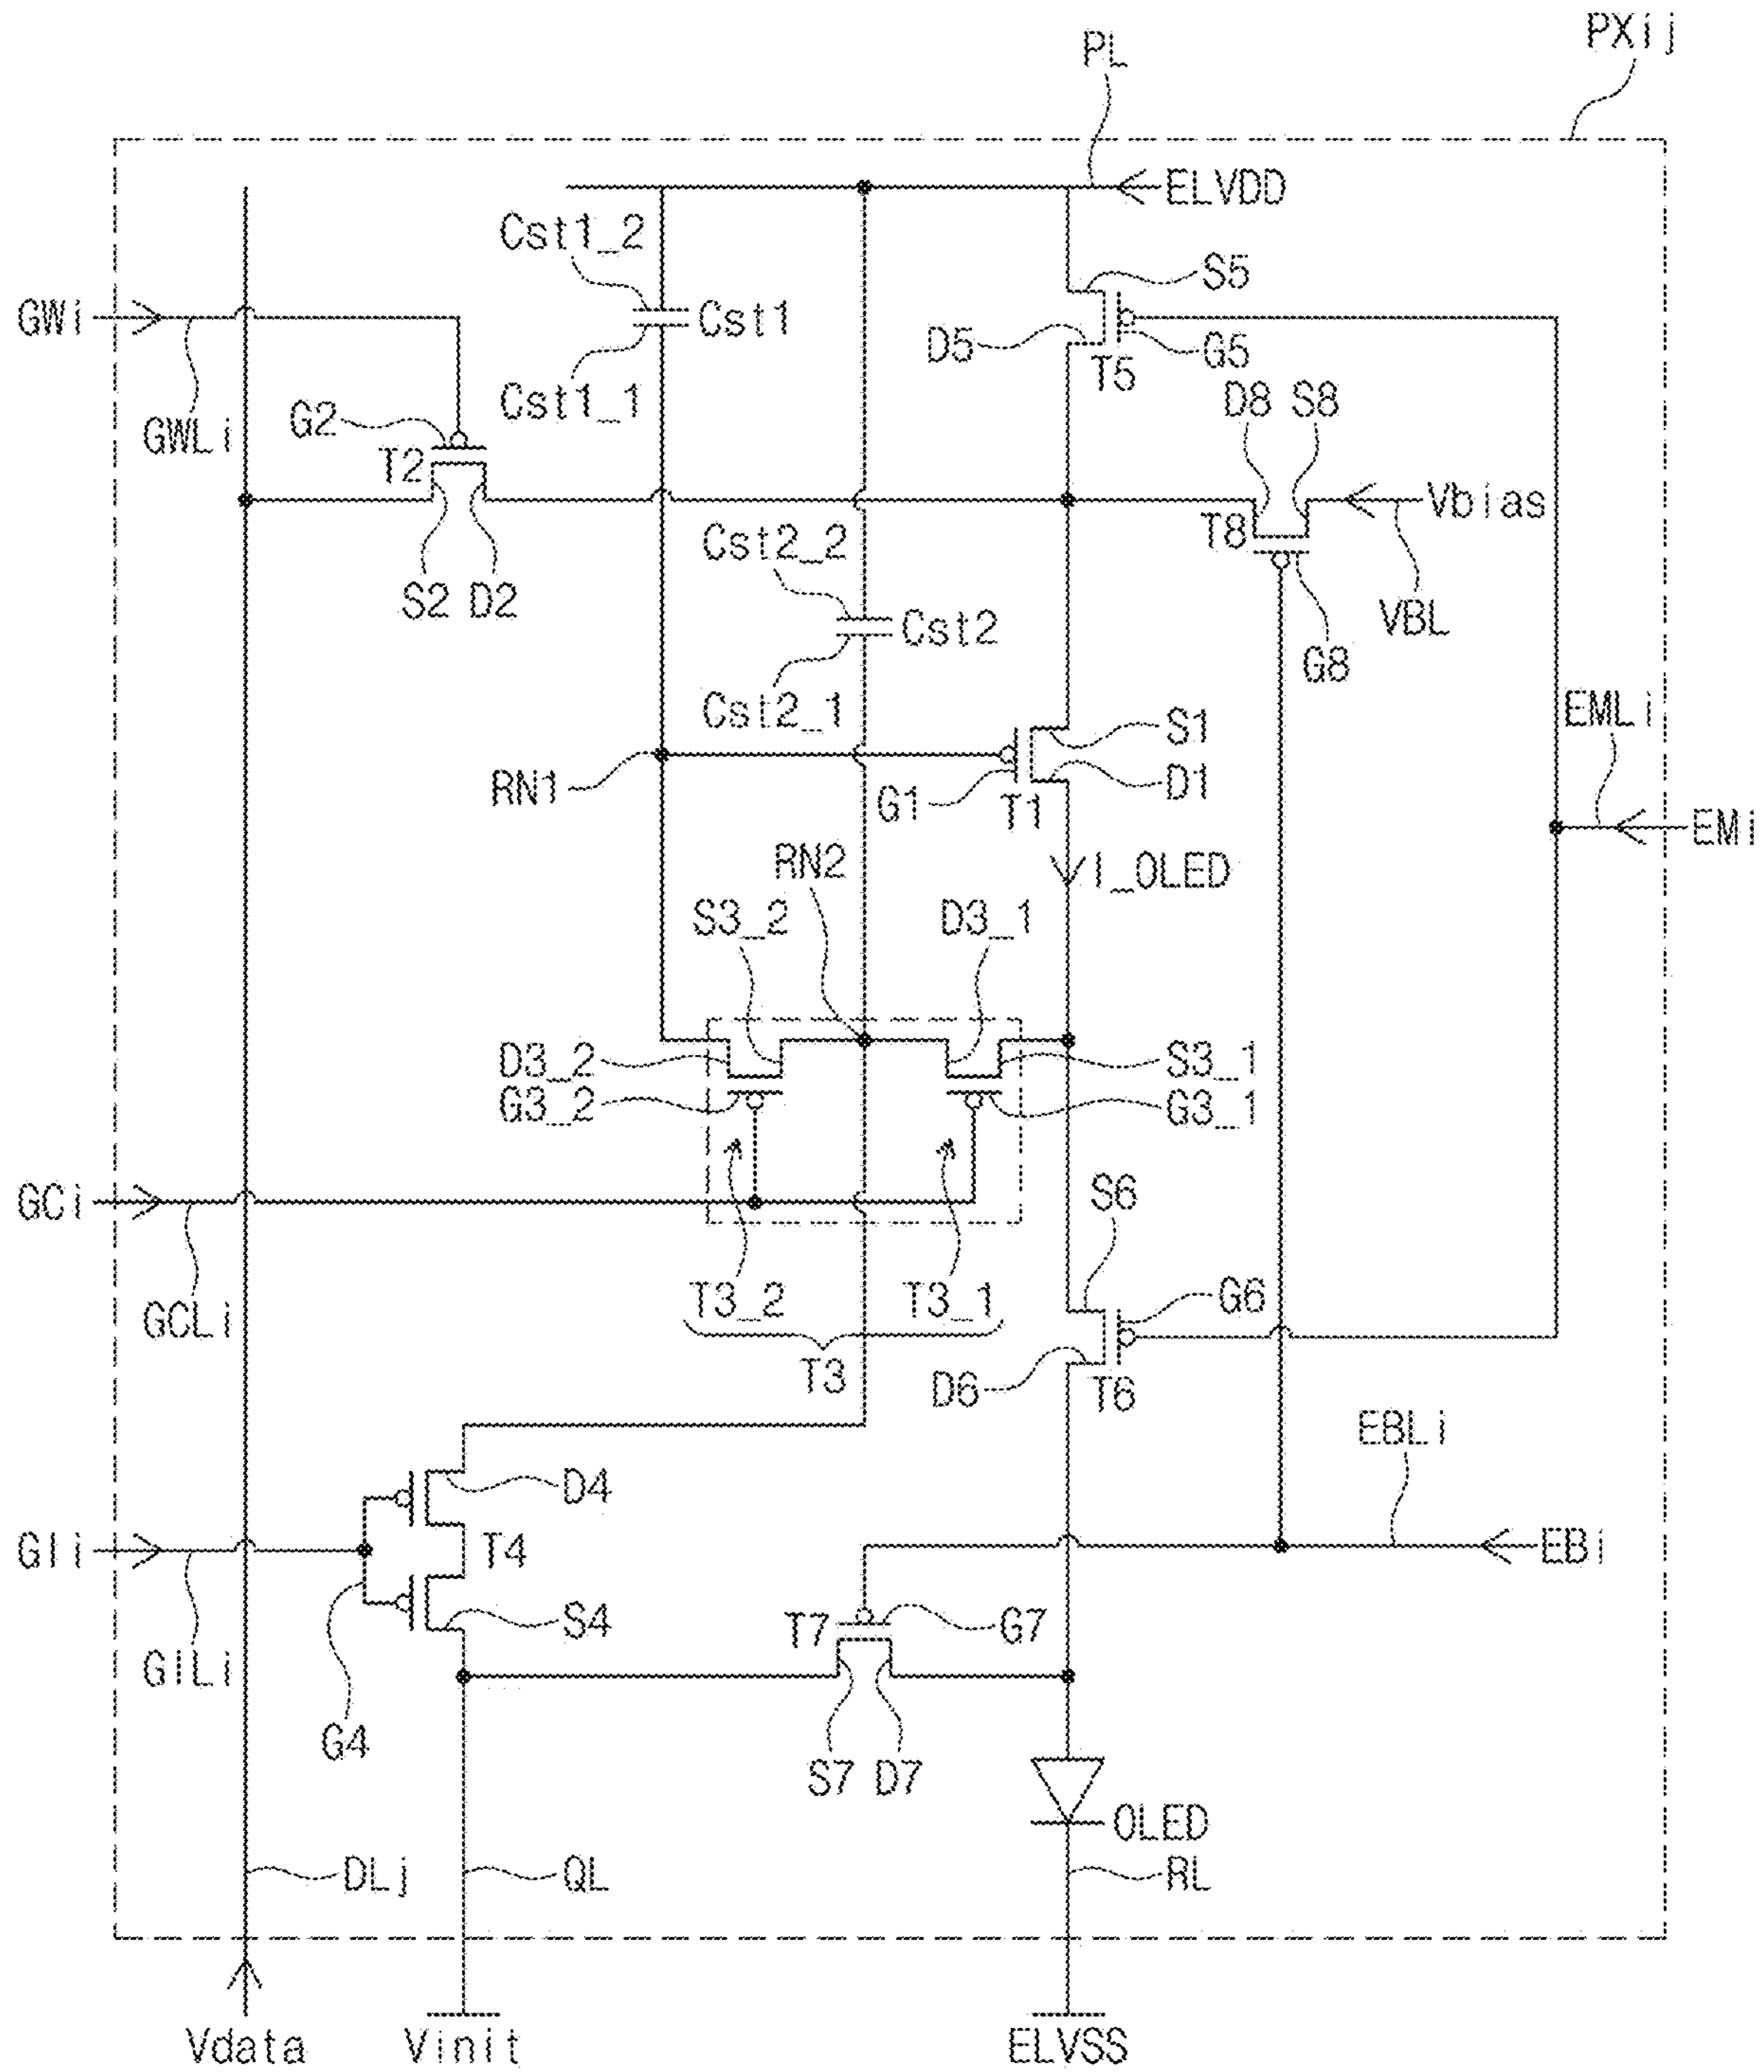 PXij
PL
ELVDD
Cst1_2
S5
GWi
Cst1
D5
G5
T5
Cst1_1
D8 S8
G2
GWLi
T2
Vbias
T8
Cst2_2
S2 D2
VBL
Cst2
G8
Cst2_1
EMLi
S1
RN1
D1
G1
T1
EMi
RN2
I_OLED
S3_2
D3_1
D3_2
S3_1
G3_2
G3_1
GCi
S6
T3_2
T3_1
G6
GCLi
T3
D6
T6
EBLi
D4
GIi
T4
EBi
S4
T7
G7
GILi
G4
S7 D7
OLED
DLj
QL
RL
Vdata
Vinit
ELVSS